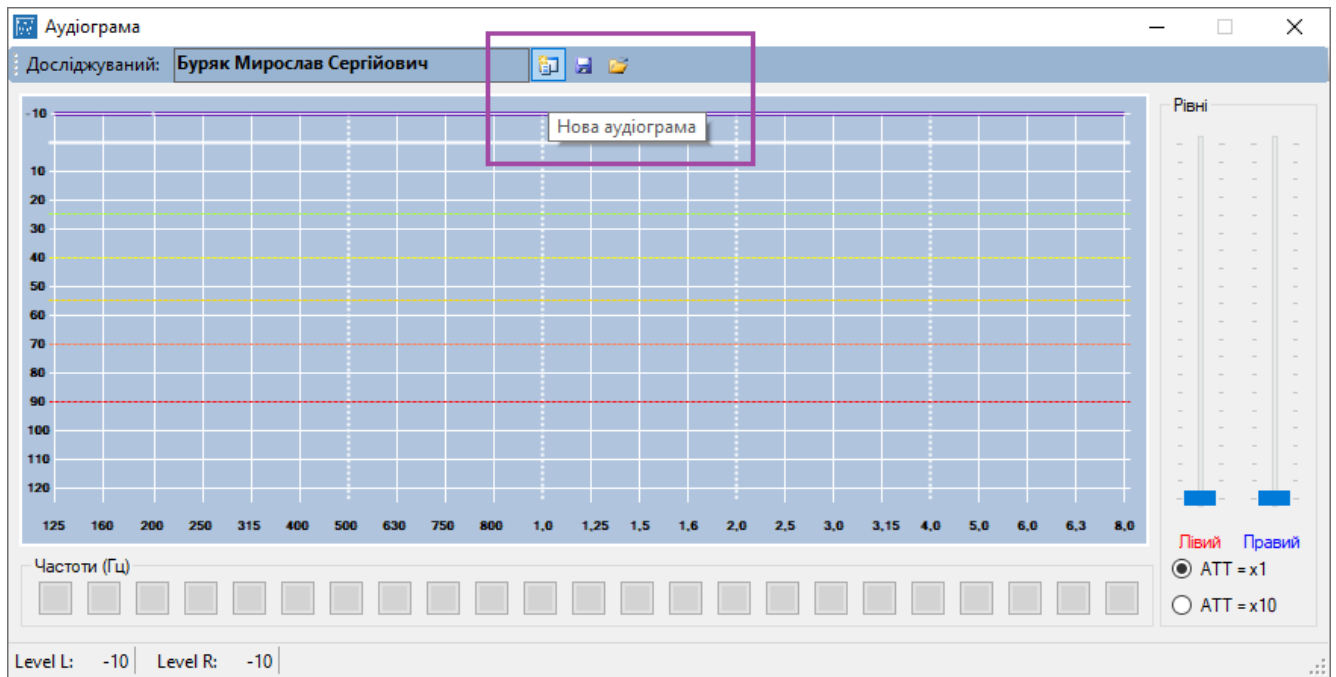 Аудіограма
Досліджуваний: Буряк Мирослав Сергійович
Нова аудіограма
-10
10
20
30
40
50
60
70
80
90
100
110
120
125 160 200 250 315 400 500 630 750 800 1,0 1,25 1,5 1,6 2,0 2,5 3,0 3,15 4,0 5,0 6,0 6,3 8,0
Рівні
Лівий Правий
ATT = x1
ATT = x10
Частоти (Гц)
Level L: -10 Level R: -10